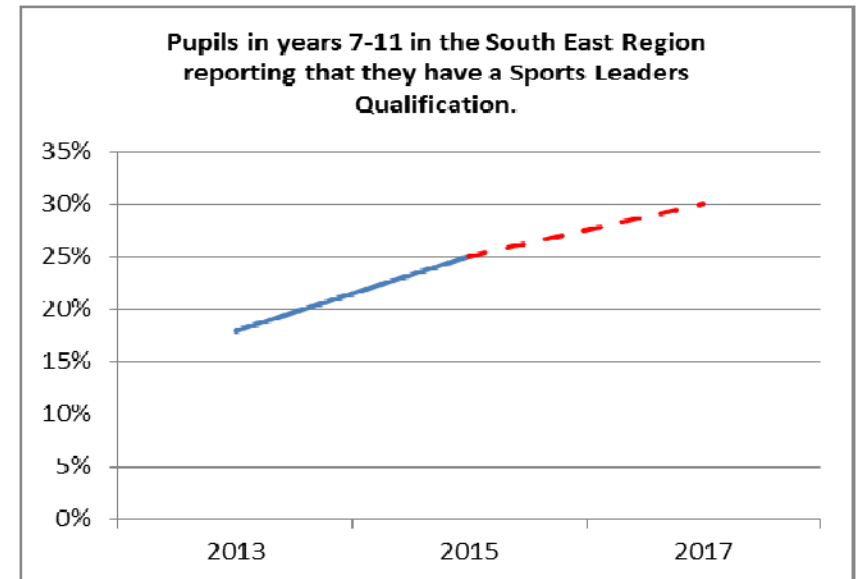 Pupils in years 7-11 in the South East Region
reporting that they have a Sports Leaders
Qualification.
35%
30%
25%
20%
15%
10%
5%
0%
2013 2015 2017